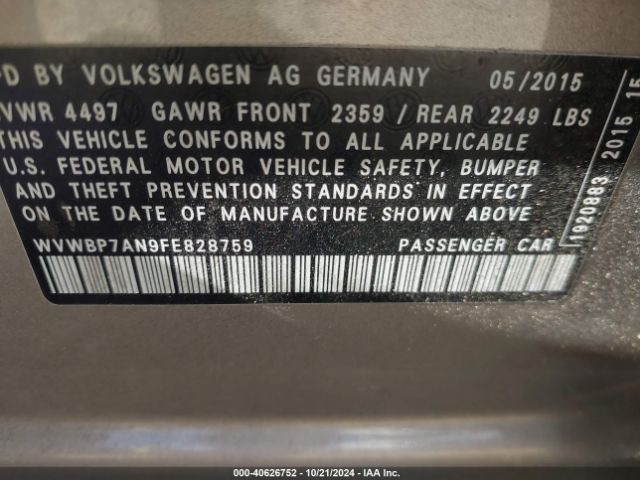 FD BY VOLKSWAGEN AG GERMANY 05/2015
VWR 4497 GAWR FRONT 2359 / REAR 2249 LBS
THIS VEHICLE CONFORMS TO ALL APPLICABLE
U.S. FEDERAL MOTOR VEHICLE SAFETY, BUMPER
AND THEFT PREVENTION STANDARDS IN EFFECT
ON THE DATE OF MANUFACTURE SHOWN ABOVE
WVWBP7AN9FE828759 PASSENGER CAR
1920883 2015 15
000-40626752 - 10/21/2024 - IAA Inc.